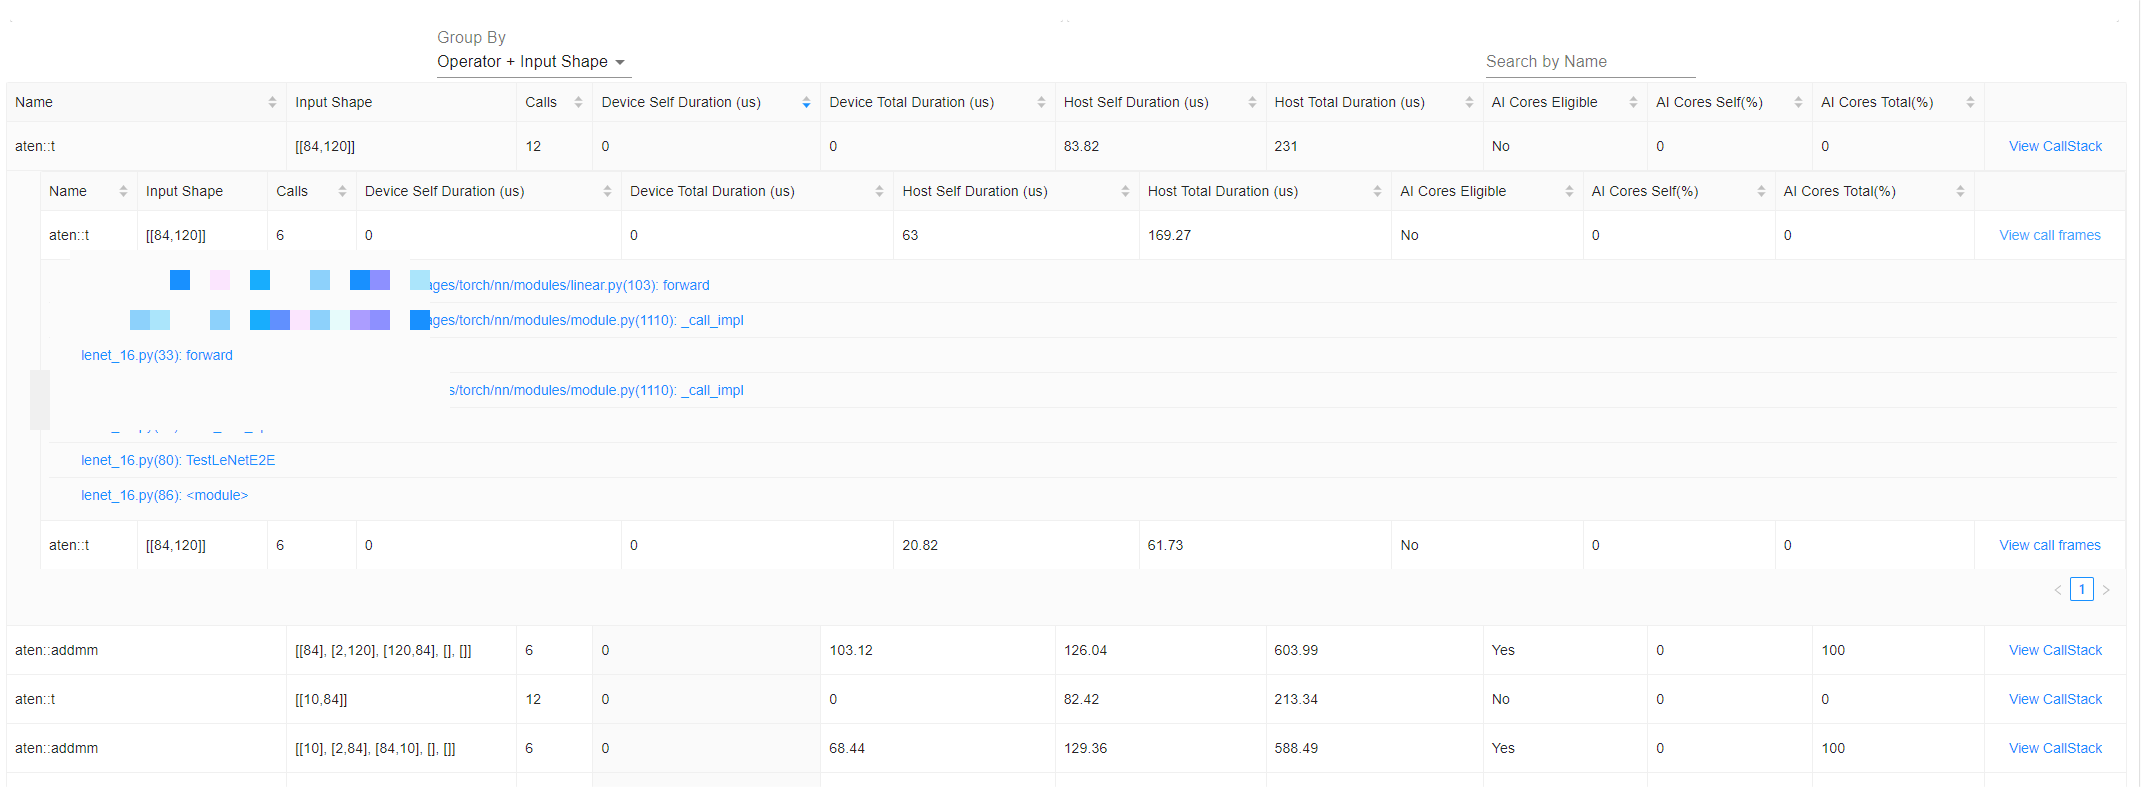 Group By
Operator + Input Shape
Search by Name
Name Input Shape Calls Device Self Duration (us) Device Total Duration (us) Host Self Duration (us) Host Total Duration (us) AI Cores Eligible AI Cores Self(%) AI Cores Total(%)
aten::t [[84,120]] 12 0 0 83.82 231 No 0 0 View CallStack
Name Input Shape Calls Device Self Duration (us) Device Total Duration (us) Host Self Duration (us) Host Total Duration (us) AI Cores Eligible AI Cores Self(%) AI Cores Total(%)
aten::t [[84,120]] 6 0 0 63 169.27 No 0 0 View call frames
ages/torch/nn/modules/linear.py(103): forward
ages/torch/nn/modules/module.py(1110): _call_impl
lenet_16.py(33): forward
s/torch/nn/modules/module.py(1110): _call_impl
lenet_16.py(80): TestLeNetE2E
lenet_16.py(86): <module>
aten::t [[84,120]] 6 0 0 20.82 61.73 No 0 0 View call frames
< 1 >
aten::addmm [[84], [2,120], [120,84], [], []] 6 0 103.12 126.04 603.99 Yes 0 100 View CallStack
aten::t [[10,84]] 12 0 0 82.42 213.34 No 0 0 View CallStack
aten::addmm [[10], [2,84], [84,10], [], []] 6 0 68.44 129.36 588.49 Yes 0 100 View CallStack